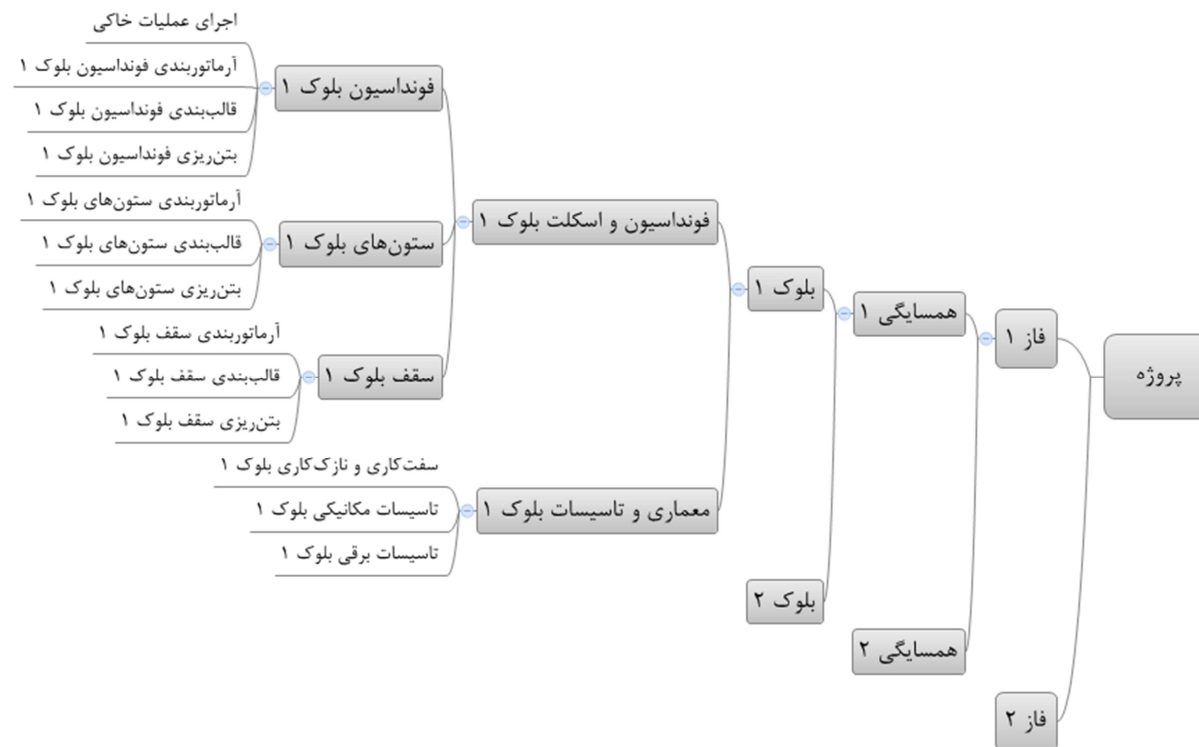 پروژه
فاز ۱
همسایگی ۱
بلوک ۱
فونداسیون و اسکلت بلوک ۱
فونداسیون بلوک ۱
اجرای عملیات خاکی
آرماتوربندی فونداسیون بلوک ۱
قالب‌بندی فونداسیون بلوک ۱
بتن‌ریزی فونداسیون بلوک ۱
ستون‌های بلوک ۱
آرماتوربندی ستون‌های بلوک ۱
قالب‌بندی ستون‌های بلوک ۱
بتن‌ریزی ستون‌های بلوک ۱
سقف بلوک ۱
آرماتوربندی سقف بلوک ۱
قالب‌بندی سقف بلوک ۱
بتن‌ریزی سقف بلوک ۱
معماری و تاسیسات بلوک ۱
سفت‌کاری و نازک‌کاری بلوک ۱
تاسیسات مکانیکی بلوک ۱
تاسیسات برقی بلوک ۱
بلوک ۲
همسایگی ۲
فاز ۲